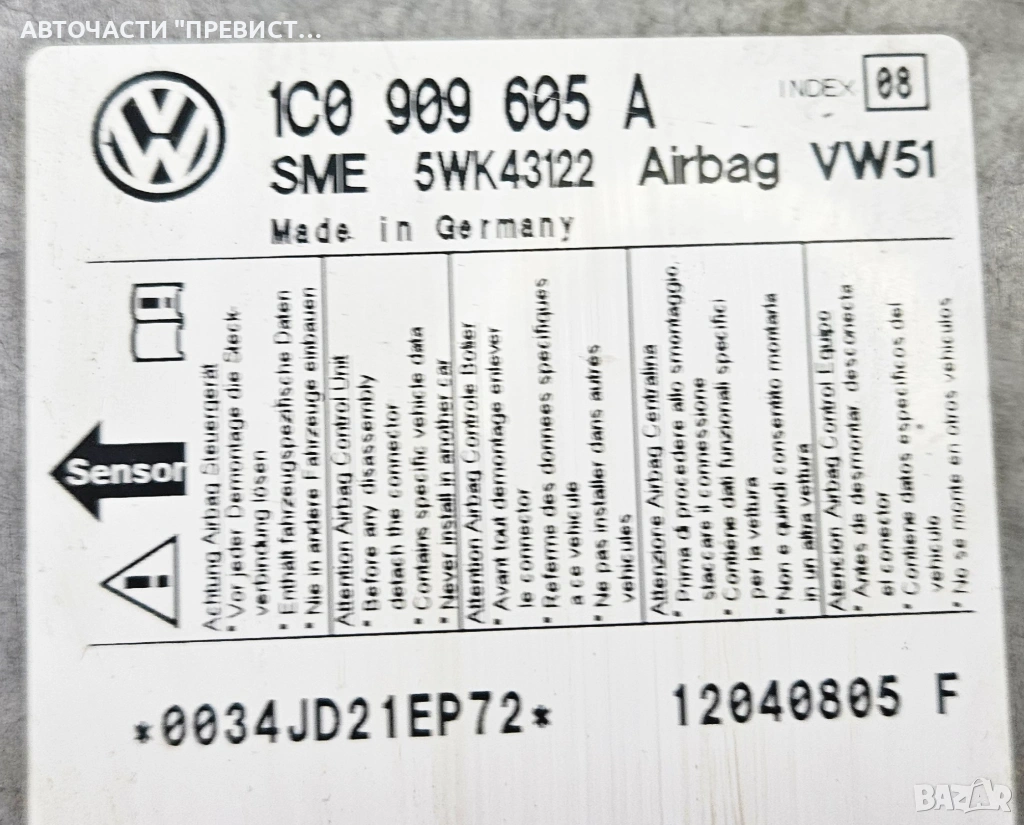 АВТОЧАСТИ "ПРЕВИСТ...
1C0 909 605 A
INDEX 08
SME 5WK43122 Airbag VW51
Made in Germany
Sensor
Achtung Airbag Steuergerät
• Vor jeder Demontage die Steck-
verbindung lösen
• Enthält fahrzeugspezifische Daten
• Nie in andere Fahrzeuge einbauen
Attention Airbag Control Unit
• Before any disassembly
detach the connector
• Contains specific vehicle data
• Never install in another car
Attention Airbag Controle Boitier
• Avant tout demontage enlever
le connector
• Referme des données specifiques
a ce vehicule
• Ne pas installer dans autres
vehicules
Attenzione Airbag Centralina
• Prima di procedere allo smontaggio,
staccare il connessione
• Contiene dati funzionali specifici
per la vettura
• Non e quindi consentito montarla
in un altra vettura
Atencion Airbag Control Equipo
• Antes de desmontar, desconecta
el conector
• Contiene datos especificos del
vehiculo
• No se monte en otros vehiculos
*0034JD21EP72*
12040805 F
BAZAR